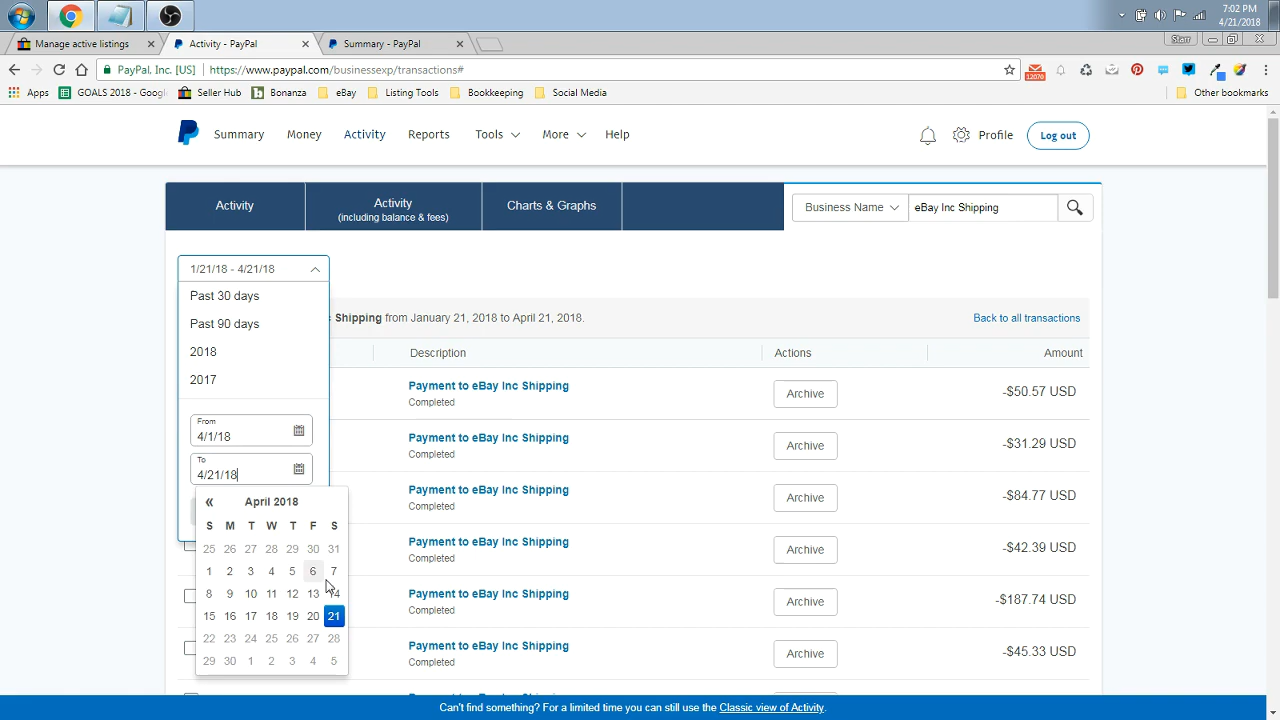 7:02 PM
4/21/2018
Manage active listings
Activity - PayPal
Summary - PayPal
Starr
PayPal, Inc. [US]
https://www.paypal.com/businessexp/transactions#
12076
Apps
GOALS 2018 - Googl
Seller Hub
Bonanza
eBay
Listing Tools
Bookkeeping
Social Media
Other bookmarks
Summary
Money
Activity
Reports
Tools
More
Help
Profile
Log out
Activity
Activity
(including balance & fees)
Charts & Graphs
Business Name
eBay Inc Shipping
1/21/18 - 4/21/18
Past 30 days
Past 90 days
2018
2017
From
4/1/18
To
4/21/18
April 2018
S M T W T F S
25 26 27 28 29 30 31
1 2 3 4 5 6 7
8 9 10 11 12 13 14
15 16 17 18 19 20 21
22 23 24 25 26 27 28
29 30 1 2 3 4 5
Shipping from January 21, 2018 to April 21, 2018.
Back to all transactions
Description
Actions
Amount
Payment to eBay Inc Shipping
Completed
Archive
-$50.57 USD
Payment to eBay Inc Shipping
Completed
Archive
-$31.29 USD
Payment to eBay Inc Shipping
Completed
Archive
-$84.77 USD
Payment to eBay Inc Shipping
Completed
Archive
-$42.39 USD
Payment to eBay Inc Shipping
Completed
Archive
-$187.74 USD
Payment to eBay Inc Shipping
Completed
Archive
-$45.33 USD
Can't find something? For a limited time you can still use the Classic view of Activity.